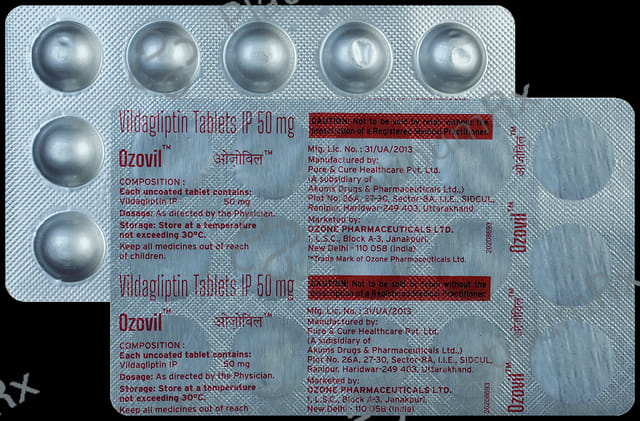 Vildagliptin Tablets IP 50 mg
Ozovil™ ओज़ोविल™
COMPOSITION :
Each uncoated tablet contains:
Vildagliptin IP 50 mg
Dosage: As directed by the Physician.
Storage: Store at a temperature
not exceeding 30°C.
Keep all medicines out of reach
of children.
CAUTION: Not to be sold by retail without the
prescription of a Registered Medical Practitioner.
Mfg. Lic. No. : 31/UA/2013
Manufactured by:
Pure & Cure Healthcare Pvt. Ltd.
(A subsidiary of
Akums Drugs & Pharmaceuticals Ltd.,)
Plot No. 26A, 27-30, Sector-8A, I.I.E., SIDCUL,
Ranipur, Haridwar-249 403, Uttarakhand.
Marketed by:
OZONE PHARMACEUTICALS LTD.
1, L.S.C., Block A-3, Janakpuri,
New Delhi - 110 058 (India)
™Trade Mark of Ozone Pharmaceuticals Ltd.
20208693
Ozovil™ ओज़ोविल™
Vildagliptin Tablets IP 50 mg
Ozovil™ ओज़ोविल™
COMPOSITION :
Each uncoated tablet contains:
Vildagliptin IP 50 mg
Dosage: As directed by the Physician.
Storage: Store at a temperature
not exceeding 30°C.
Keep all medicines out of reach
CAUTION: Not to be sold by retail without the
prescription of a Registered Medical Practitioner.
Mfg. Lic. No. : 31/UA/2013
Manufactured by:
Pure & Cure Healthcare Pvt. Ltd.
(A subsidiary of
Akums Drugs & Pharmaceuticals Ltd.,)
Plot No. 26A, 27-30, Sector-8A, I.I.E., SIDCUL,
Ranipur, Haridwar-249 403, Uttarakhand.
Marketed by:
OZONE PHARMACEUTICALS LTD.
1, L.S.C., Block A-3, Janakpuri,
New Delhi - 110 058 (India)
20208693
Ozovil™ ओज़ोविल™
Rx